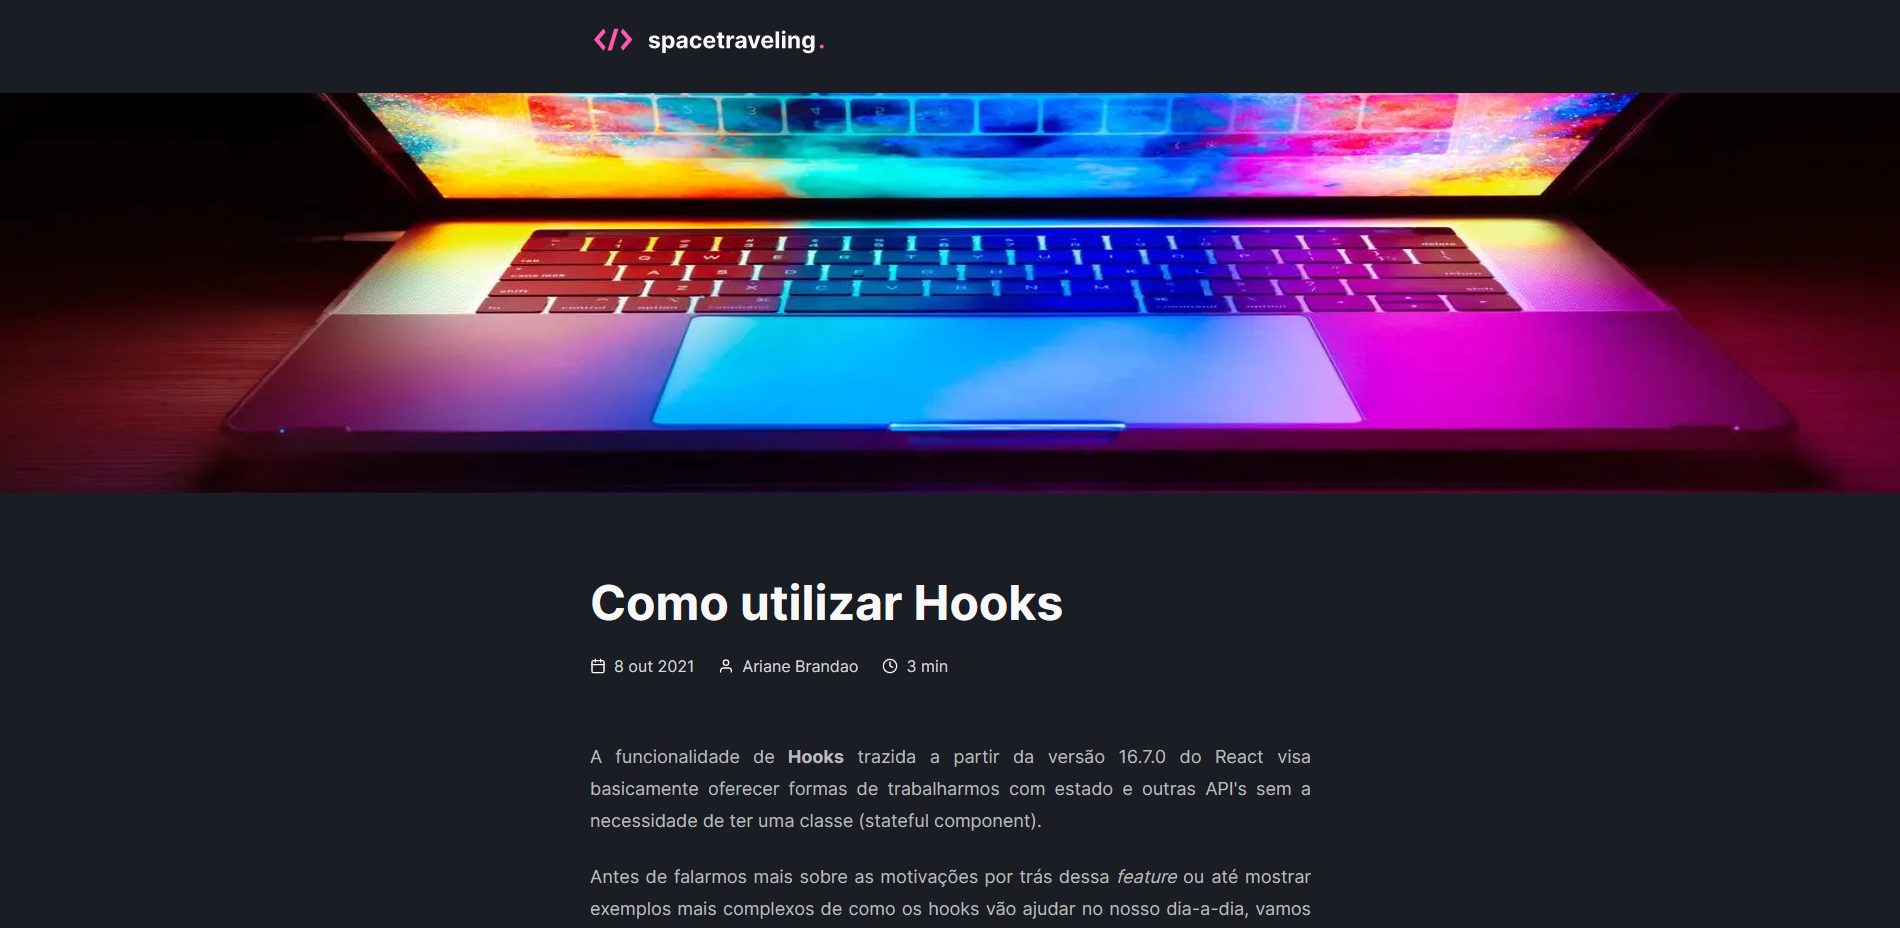 </> spacetraveling.
Como utilizar Hooks
8 out 2021 Ariane Brandao 3 min
A funcionalidade de Hooks trazida a partir da versão 16.7.0 do React visa
basicamente oferecer formas de trabalharmos com estado e outras API's sem a
necessidade de ter uma classe (stateful component).
Antes de falarmos mais sobre as motivações por trás dessa feature ou até mostrar
exemplos mais complexos de como os hooks vão ajudar no nosso dia-a-dia, vamos